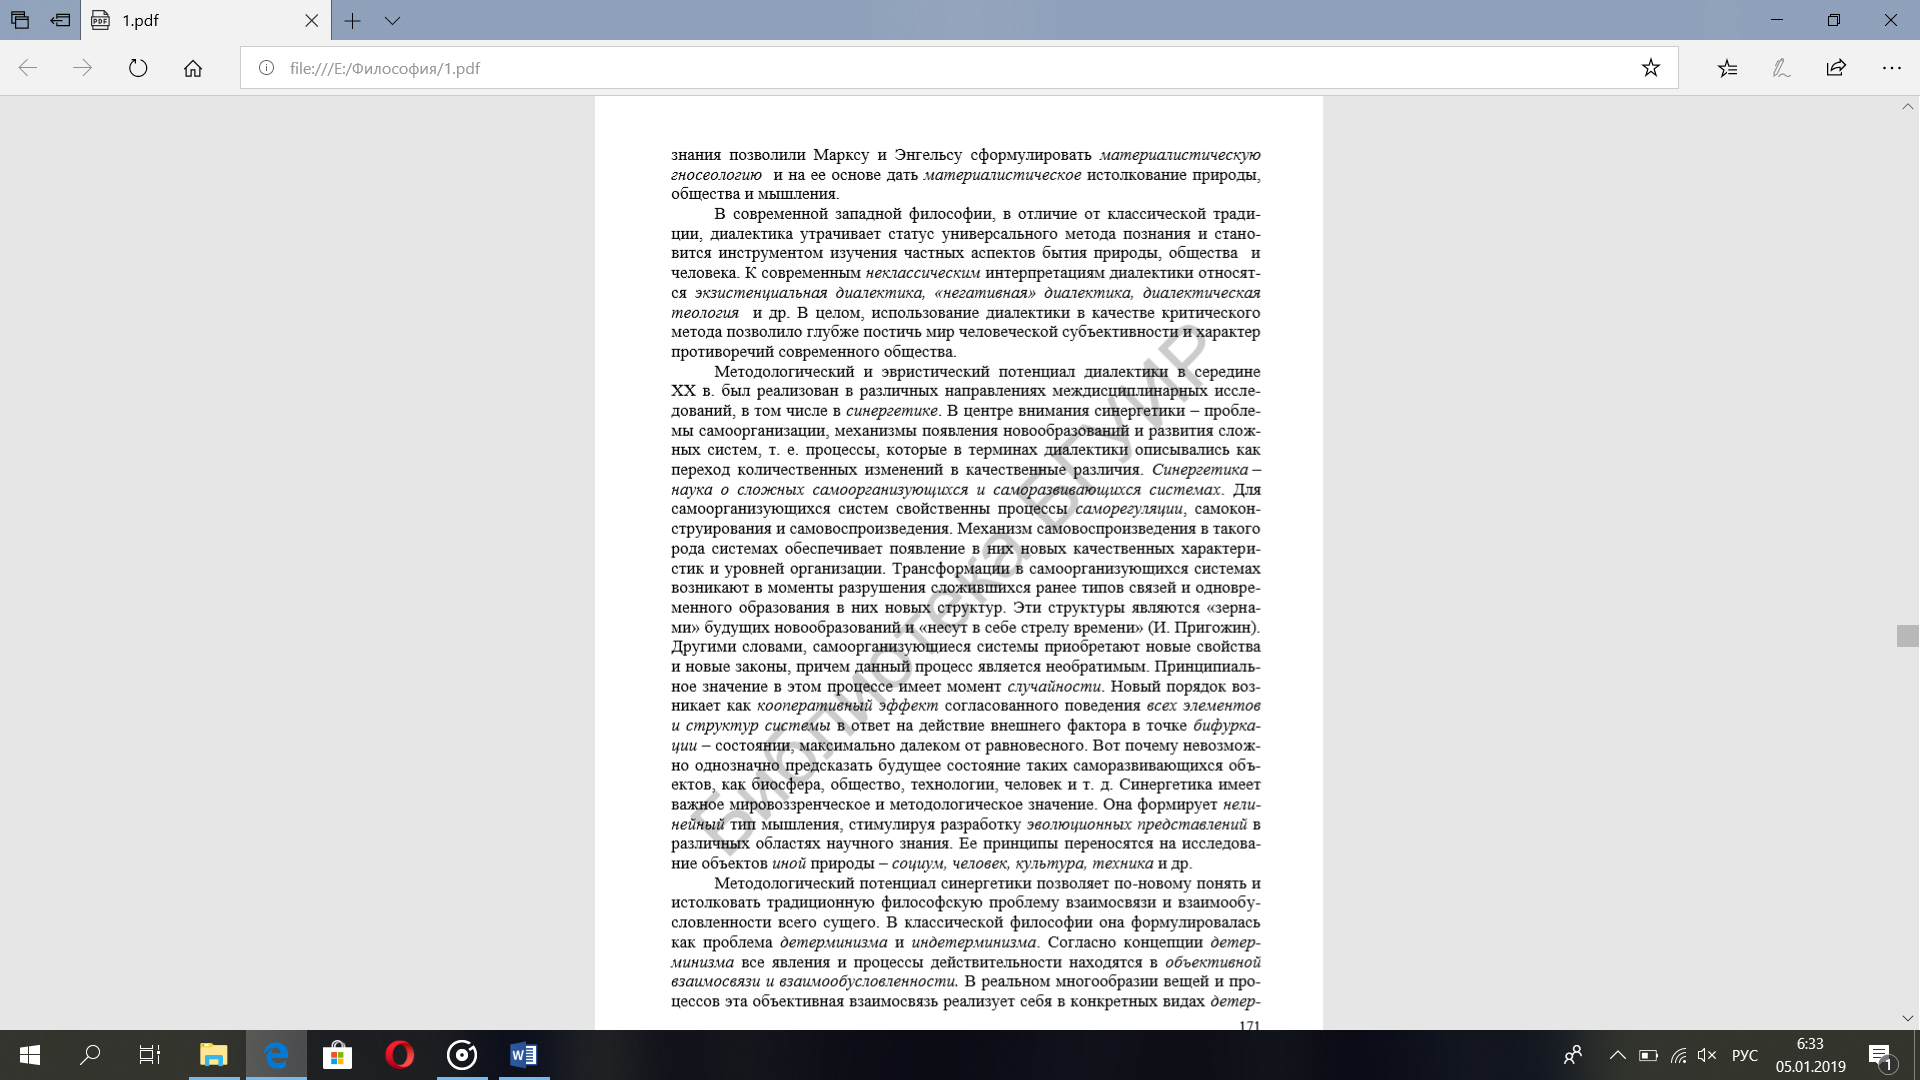 1.pdf
file:///E:/Философия/1.pdf
знания позволили Марксу и Энгельсу сформулировать материалистическую
гносеологию и на ее основе дать материалистическое истолкование природы,
общества и мышления.
В современной западной философии, в отличие от классической тради-
ции, диалектика утрачивает статус универсального метода познания и стано-
вится инструментом изучения частных аспектов бытия природы, общества и
человека. К современным неклассическим интерпретациям диалектики относят-
ся экзистенциальная диалектика, «негативная» диалектика, диалектическая
теология и др. В целом, использование диалектики в качестве критического
метода позволило глубже постичь мир человеческой субъективности и характер
противоречий современного общества.
Методологический и эвристический потенциал диалектики в середине
XX в. был реализован в различных направлениях междисциплинарных иссле-
дований, в том числе в синергетике. В центре внимания синергетики – пробле-
мы самоорганизации, механизмы появления новообразований и развития слож-
ных систем, т. е. процессы, которые в терминах диалектики описывались как
переход количественных изменений в качественные различия. Синергетика –
наука о сложных самоорганизующихся и саморазвивающихся системах. Для
самоорганизующихся систем свойственны процессы саморегуляции, самокон-
струирования и самовоспроизведения. Механизм самовоспроизведения в такого
рода системах обеспечивает появление в них новых качественных характери-
стик и уровней организации. Трансформации в самоорганизующихся системах
возникают в моменты разрушения сложившихся ранее типов связей и одновре-
менного образования в них новых структур. Эти структуры являются «зерна-
ми» будущих новообразований и «несут в себе стрелу времени» (И. Пригожин).
Другими словами, самоорганизующиеся системы приобретают новые свойства
и новые законы, причем данный процесс является необратимым. Принципиаль-
ное значение в этом процессе имеет момент случайности. Новый порядок воз-
никает как кооперативный эффект согласованного поведения всех элементов
и структур системы в ответ на действие внешнего фактора в точке бифурка-
ции – состоянии, максимально далеком от равновесного. Вот почему невозмож-
но однозначно предсказать будущее состояние таких саморазвивающихся объ-
ектов, как биосфера, общество, технологии, человек и т. д. Синергетика имеет
важное мировоззренческое и методологическое значение. Она формирует нели-
нейный тип мышления, стимулируя разработку эволюционных представлений в
различных областях научного знания. Ее принципы переносятся на исследова-
ние объектов иной природы – социум, человек, культура, техника и др.
Методологический потенциал синергетики позволяет по-новому понять и
истолковать традиционную философскую проблему взаимосвязи и взаимообу-
словленности всего сущего. В классической философии она формулировалась
как проблема детерминизма и индетерминизма. Согласно концепции детер-
минизма все явления и процессы действительности находятся в объективной
взаимосвязи и взаимообусловленности. В реальном многообразии вещей и про-
цессов эта объективная взаимосвязь реализует себя в конкретных видах детер-
171
Библиотека БГУИР
РУС
6:33
05.01.2019
1